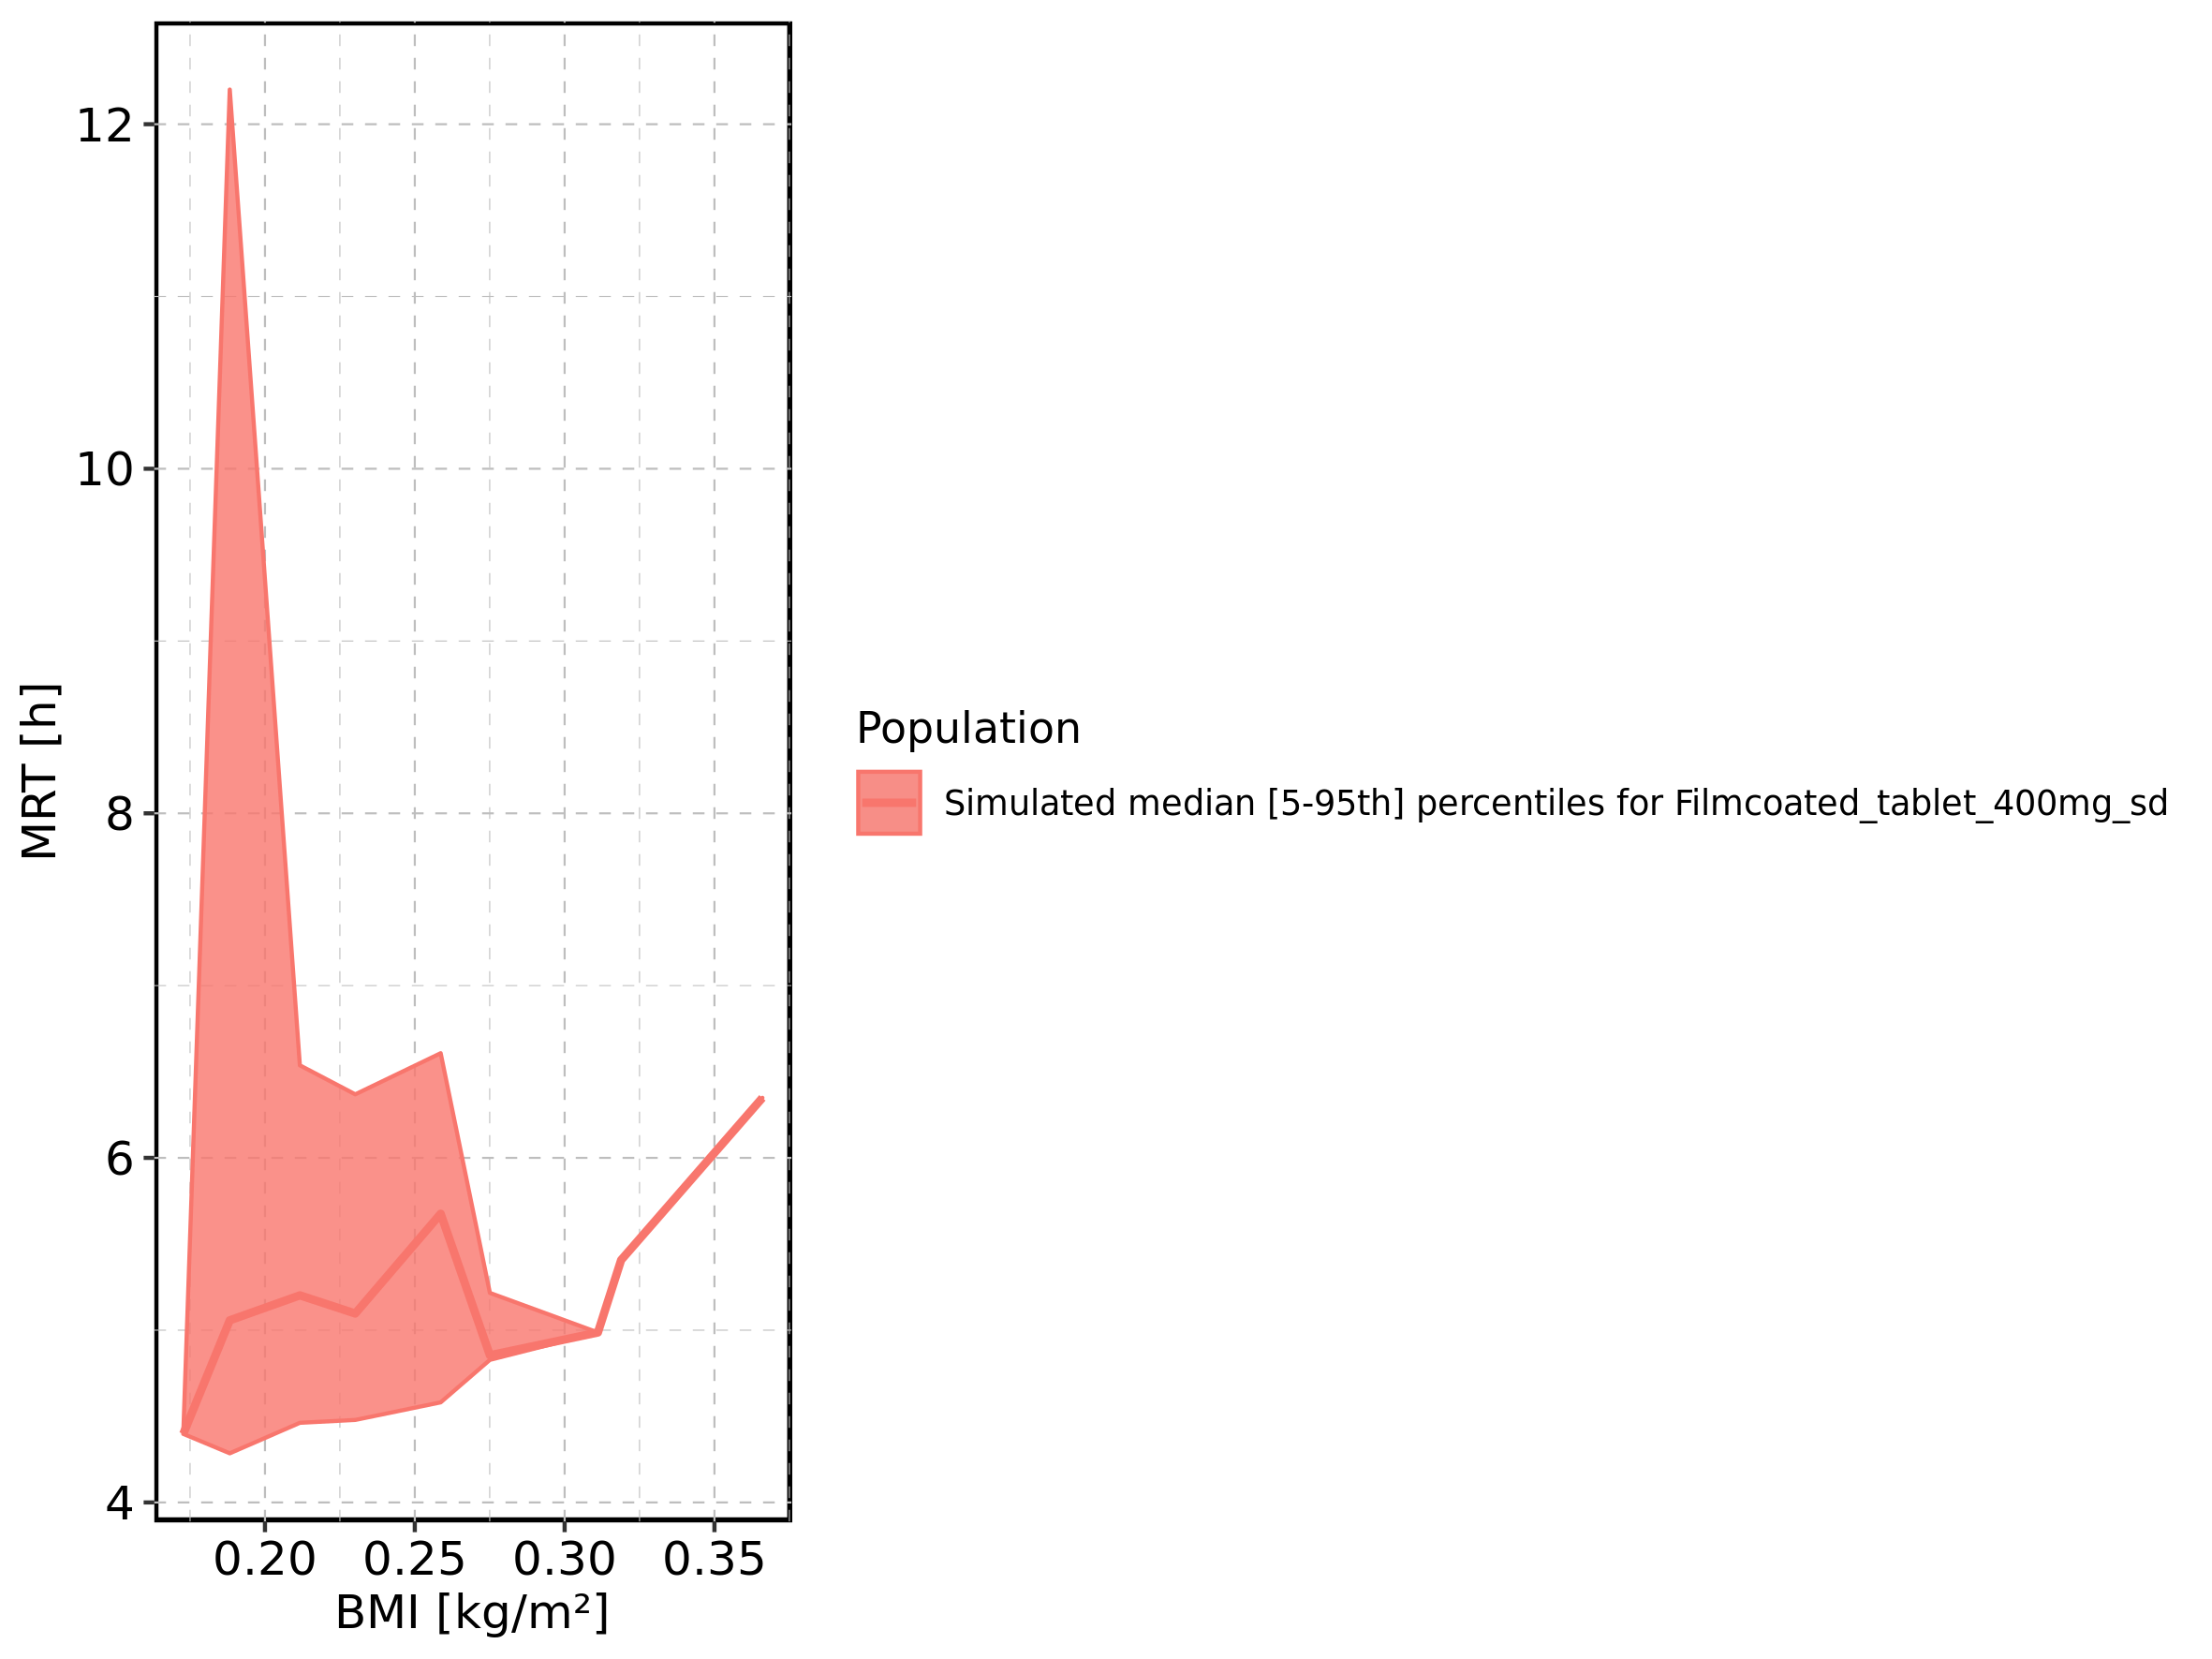 12
10
8
6
4
MRT [h]
0.20 0.25 0.30 0.35
BMI [kg/m²]
Population
Simulated median [5-95th] percentiles for Filmcoated_tablet_400mg_sd